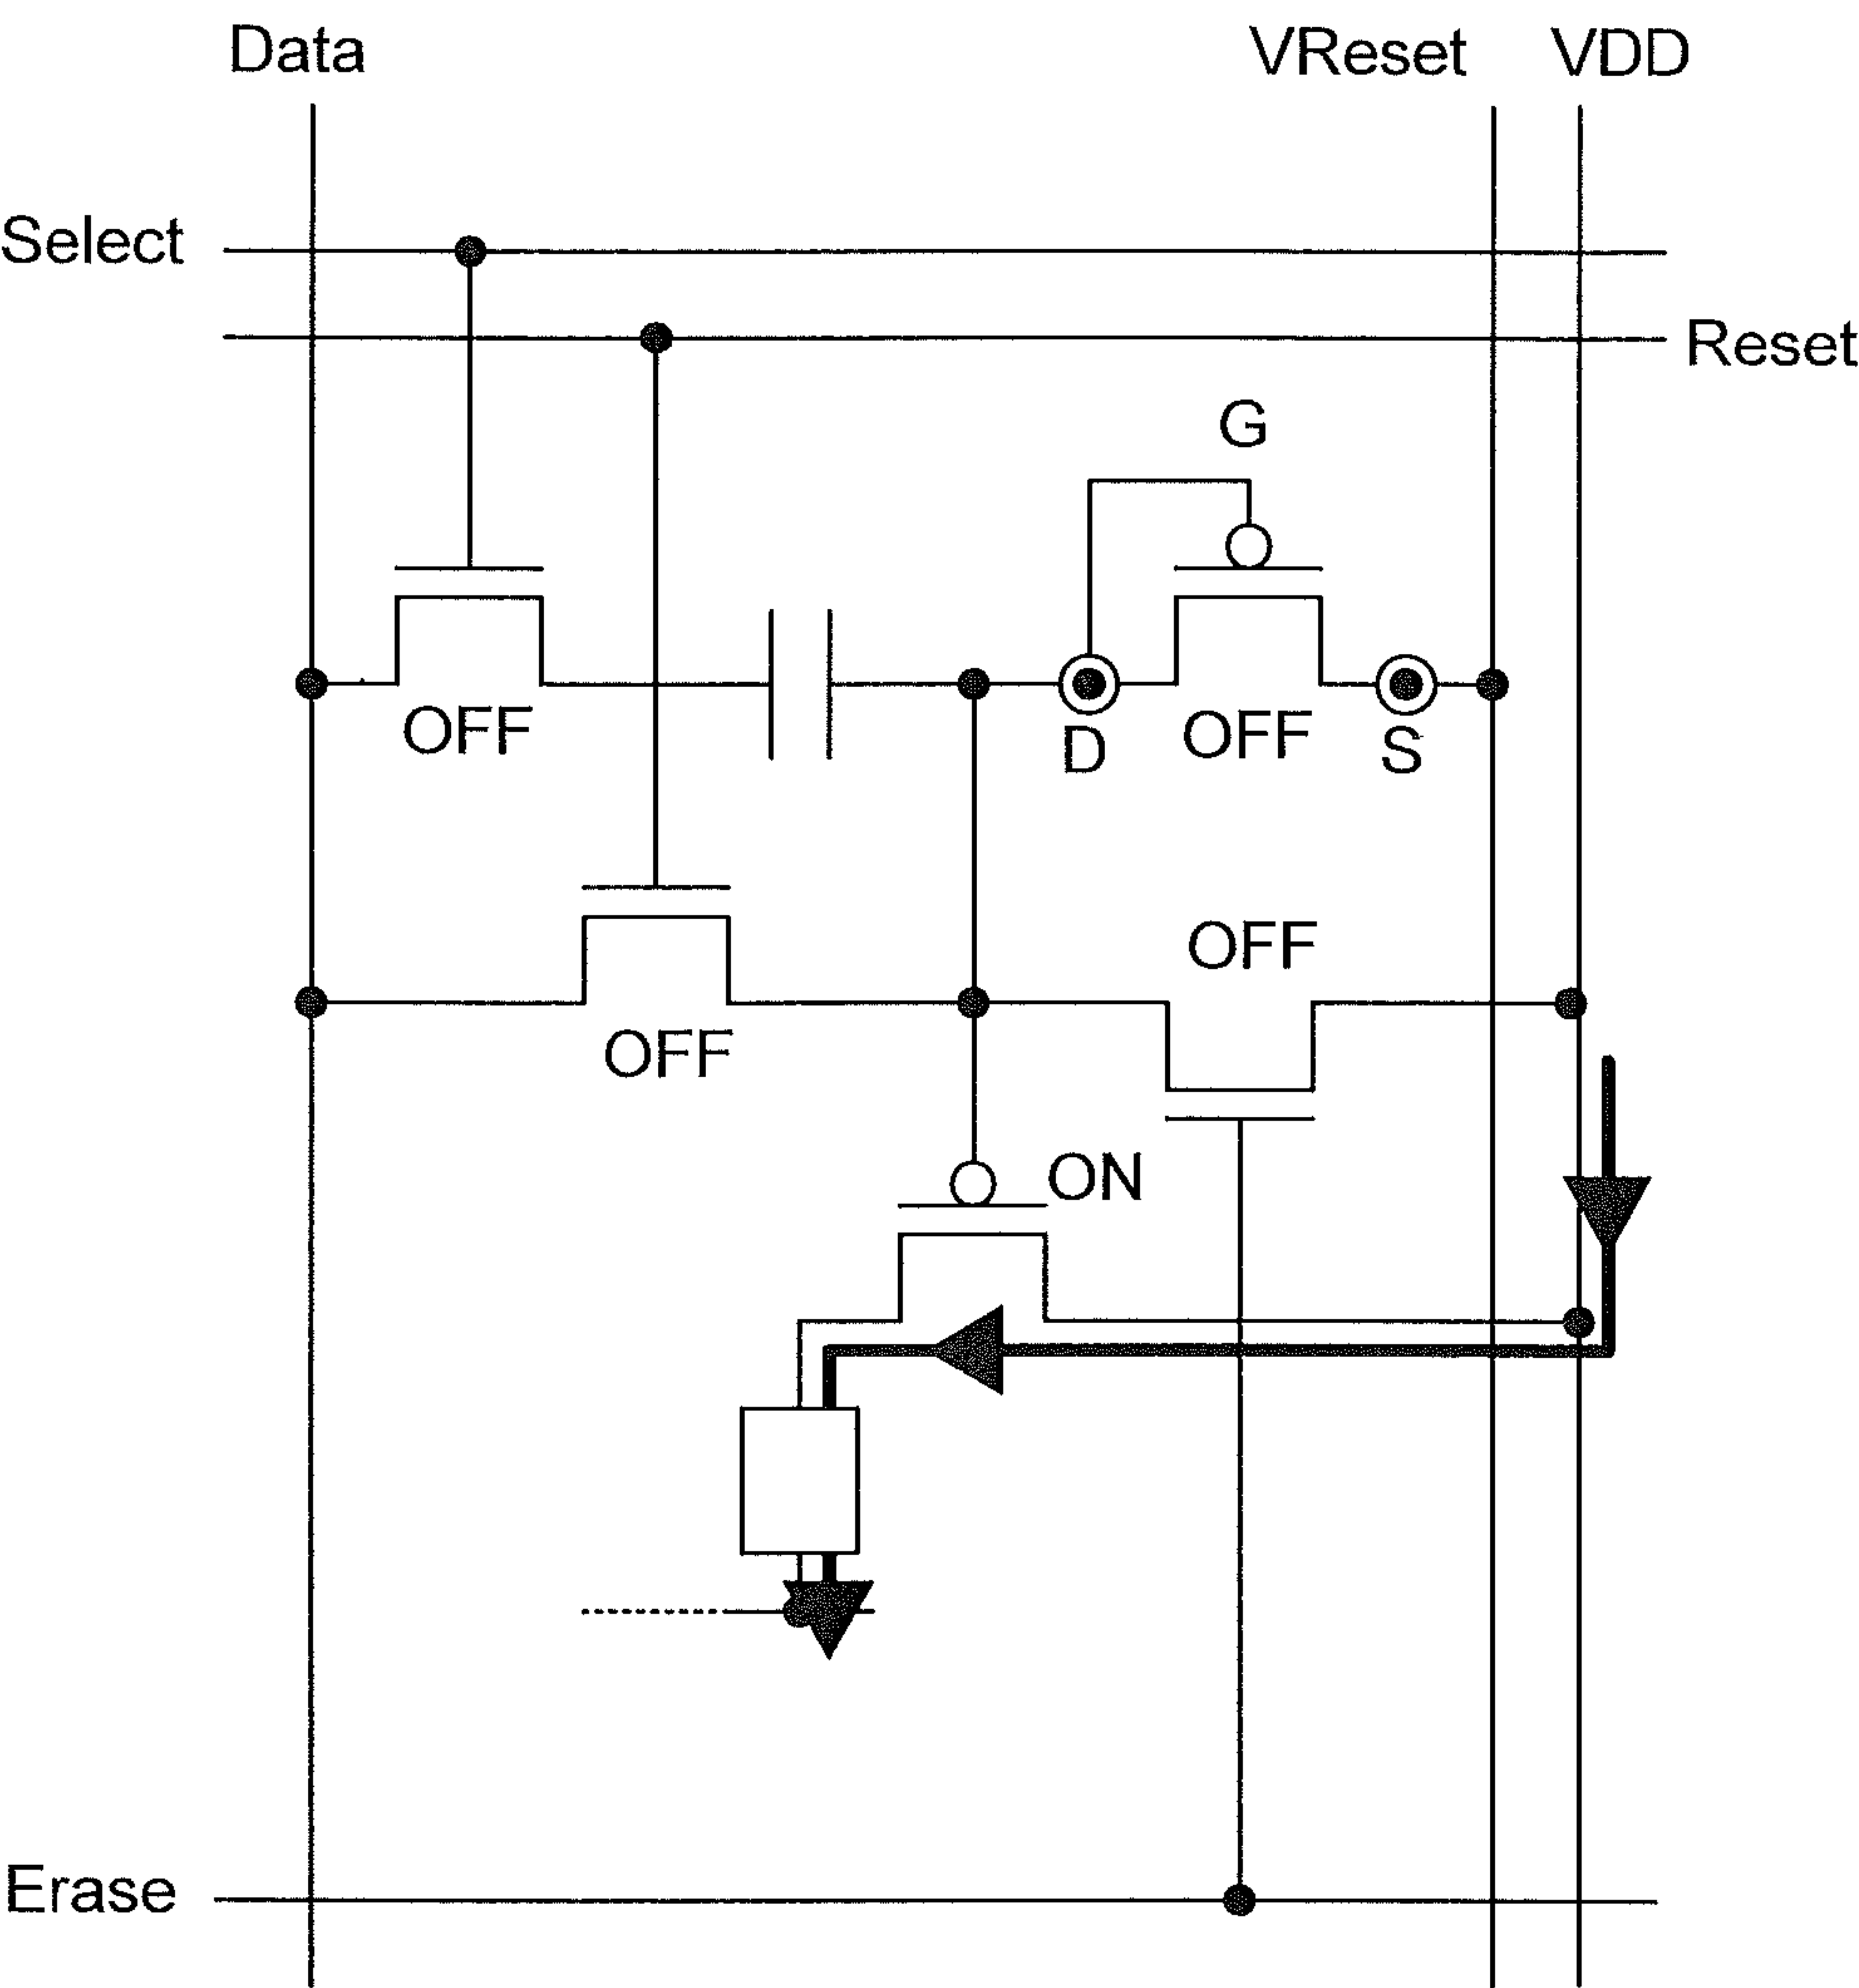 Data
VReset
VDD
Select
Reset
G
OFF
D
OFF
S
OFF
OFF
ON
Erase